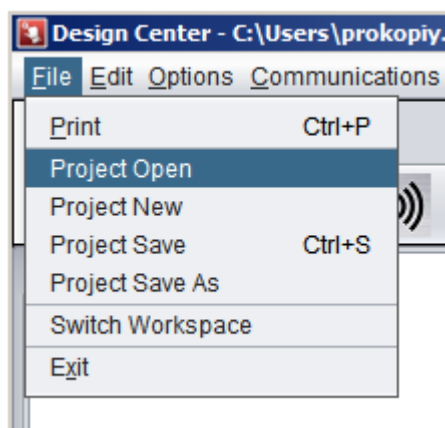 Design Center - C:\Users\prokopiy.
File Edit Options Communications
Print Ctrl+P
Project Open
Project New
Project Save Ctrl+S
Project Save As
Switch Workspace
Exit